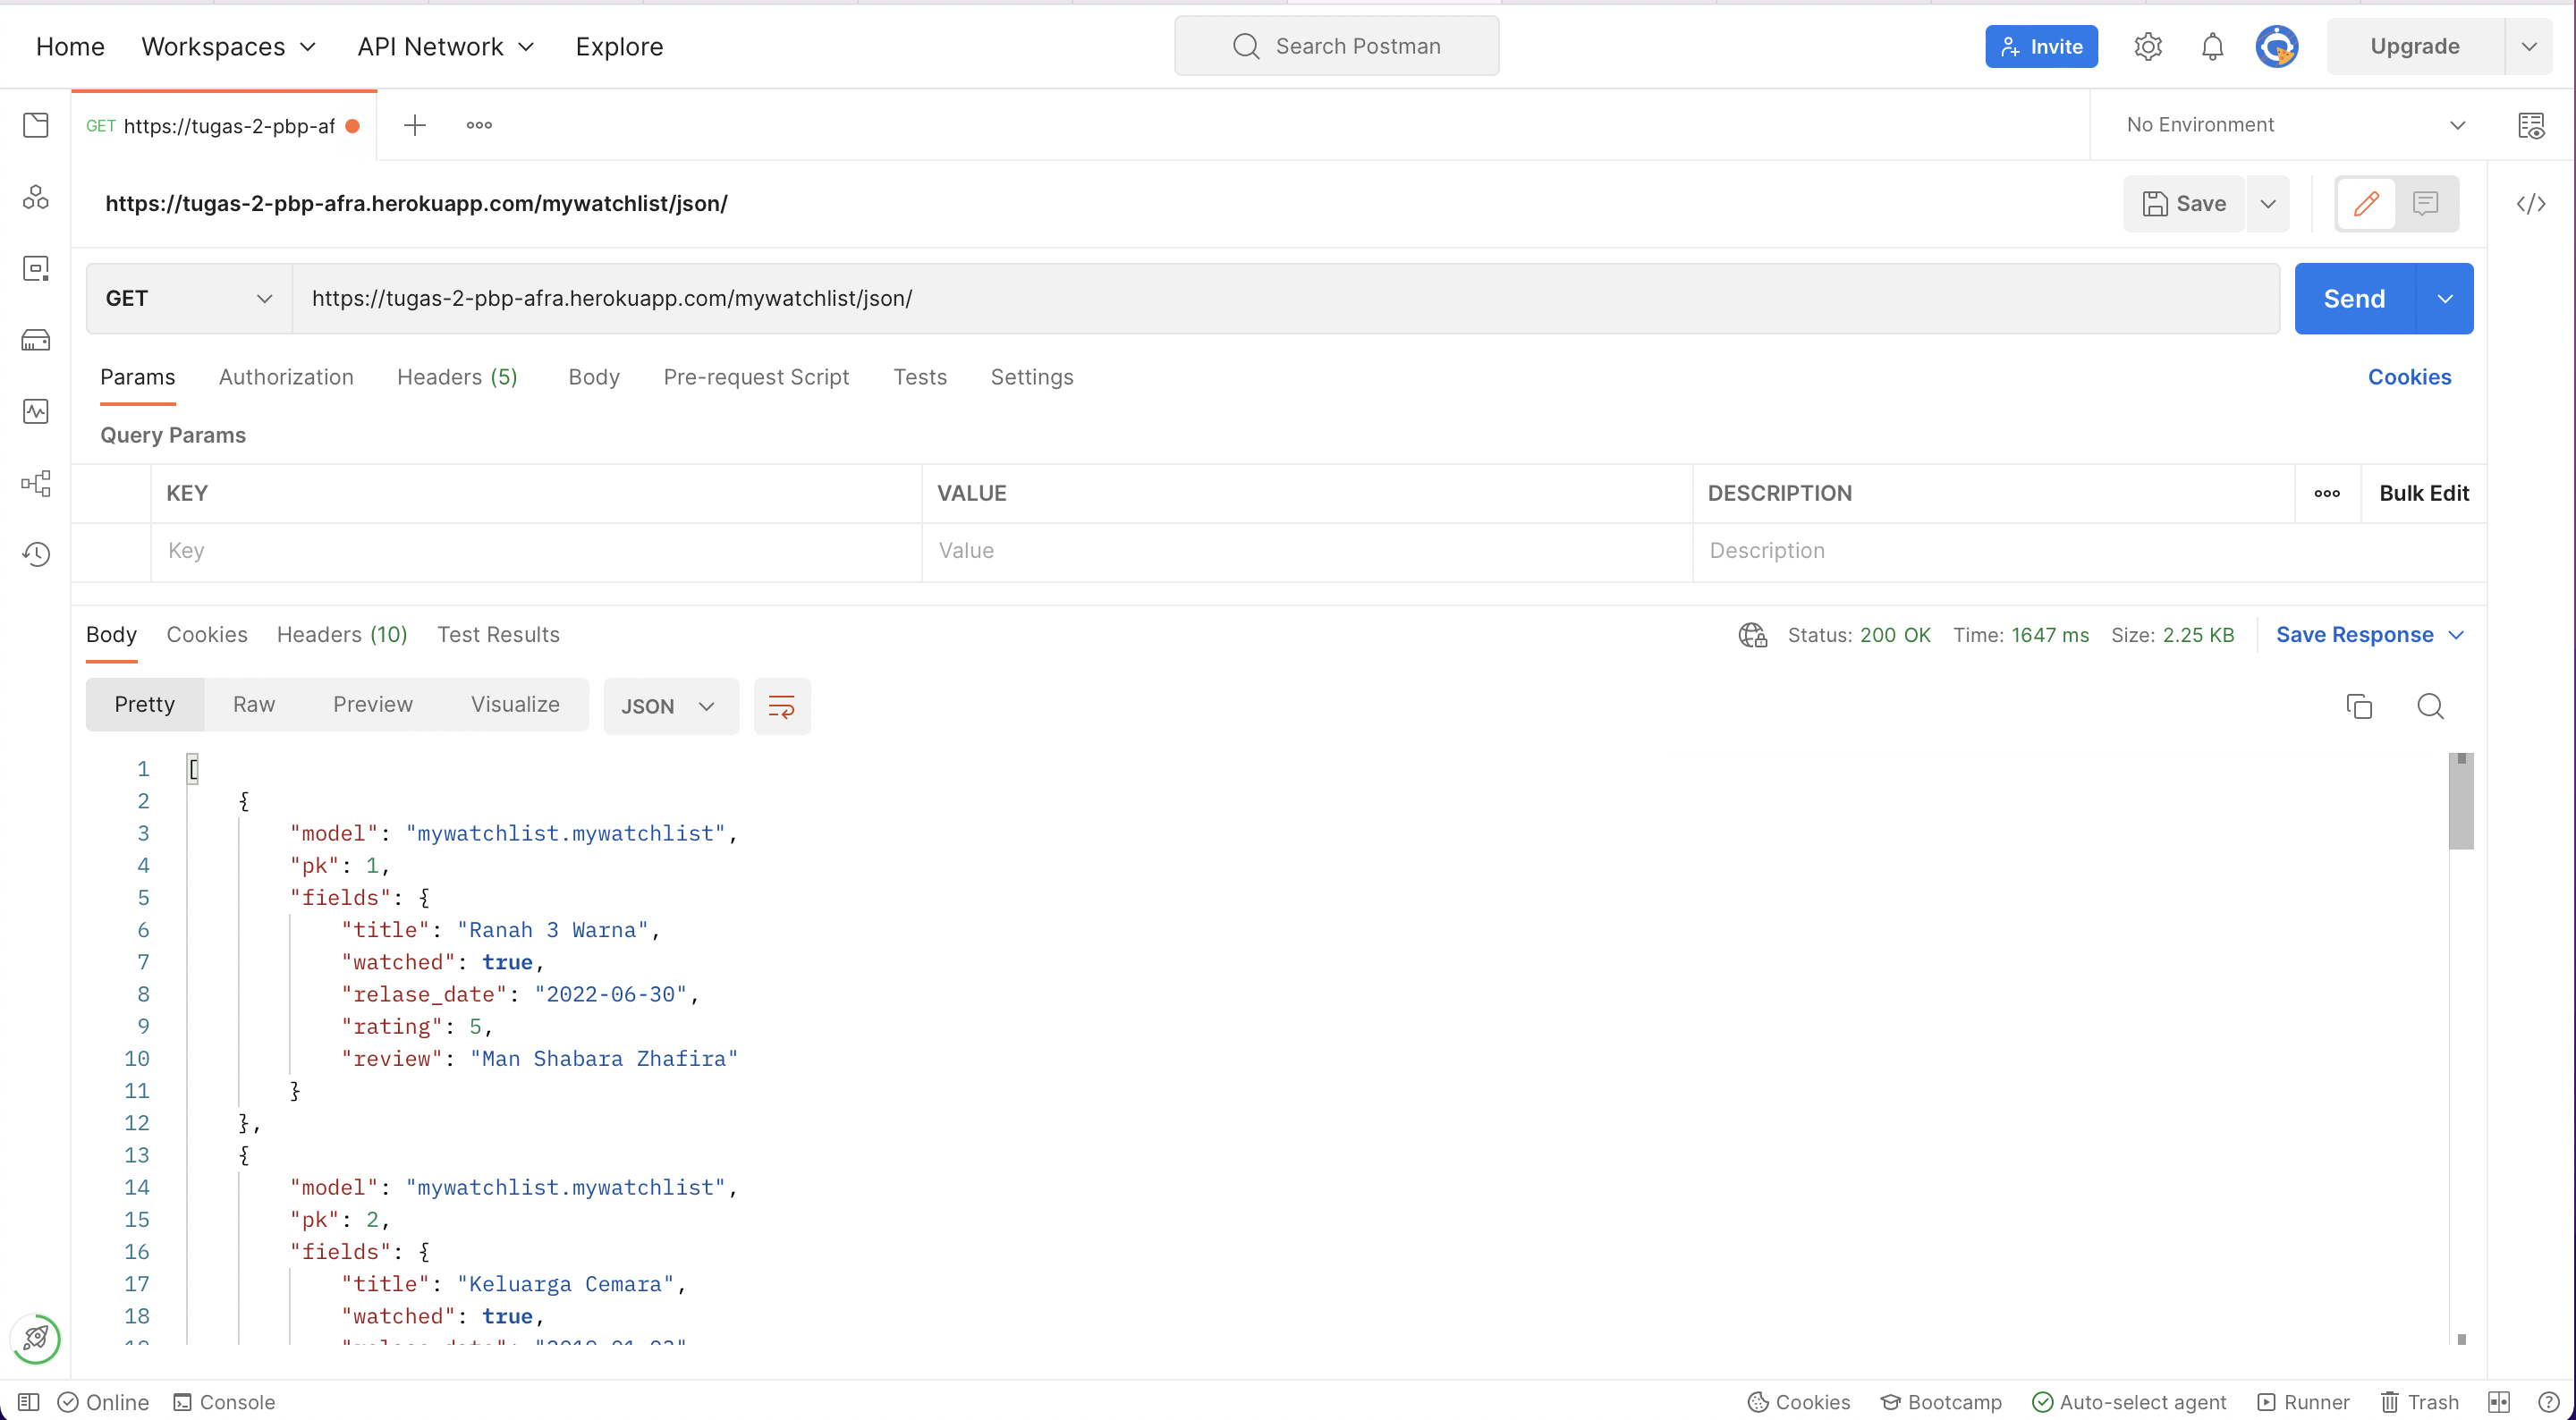 Home Workspaces API Network Explore Search Postman Invite Upgrade
GET https://tugas-2-pbp-af No Environment
https://tugas-2-pbp-afra.herokuapp.com/mywatchlist/json/ Save
GET https://tugas-2-pbp-afra.herokuapp.com/mywatchlist/json/ Send
Params Authorization Headers (5) Body Pre-request Script Tests Settings Cookies
Query Params
KEY VALUE DESCRIPTION Bulk Edit
Key Value Description
Body Cookies Headers (10) Test Results Status: 200 OK Time: 1647 ms Size: 2.25 KB Save Response
Pretty Raw Preview Visualize JSON
1 [
2 {
3 "model": "mywatchlist.mywatchlist",
4 "pk": 1,
5 "fields": {
6 "title": "Ranah 3 Warna",
7 "watched": true,
8 "relase_date": "2022-06-30",
9 "rating": 5,
10 "review": "Man Shabara Zhafira"
11 }
12 },
13 {
14 "model": "mywatchlist.mywatchlist",
15 "pk": 2,
16 "fields": {
17 "title": "Keluarga Cemara",
18 "watched": true,
Online Console Cookies Bootcamp Auto-select agent Runner Trash